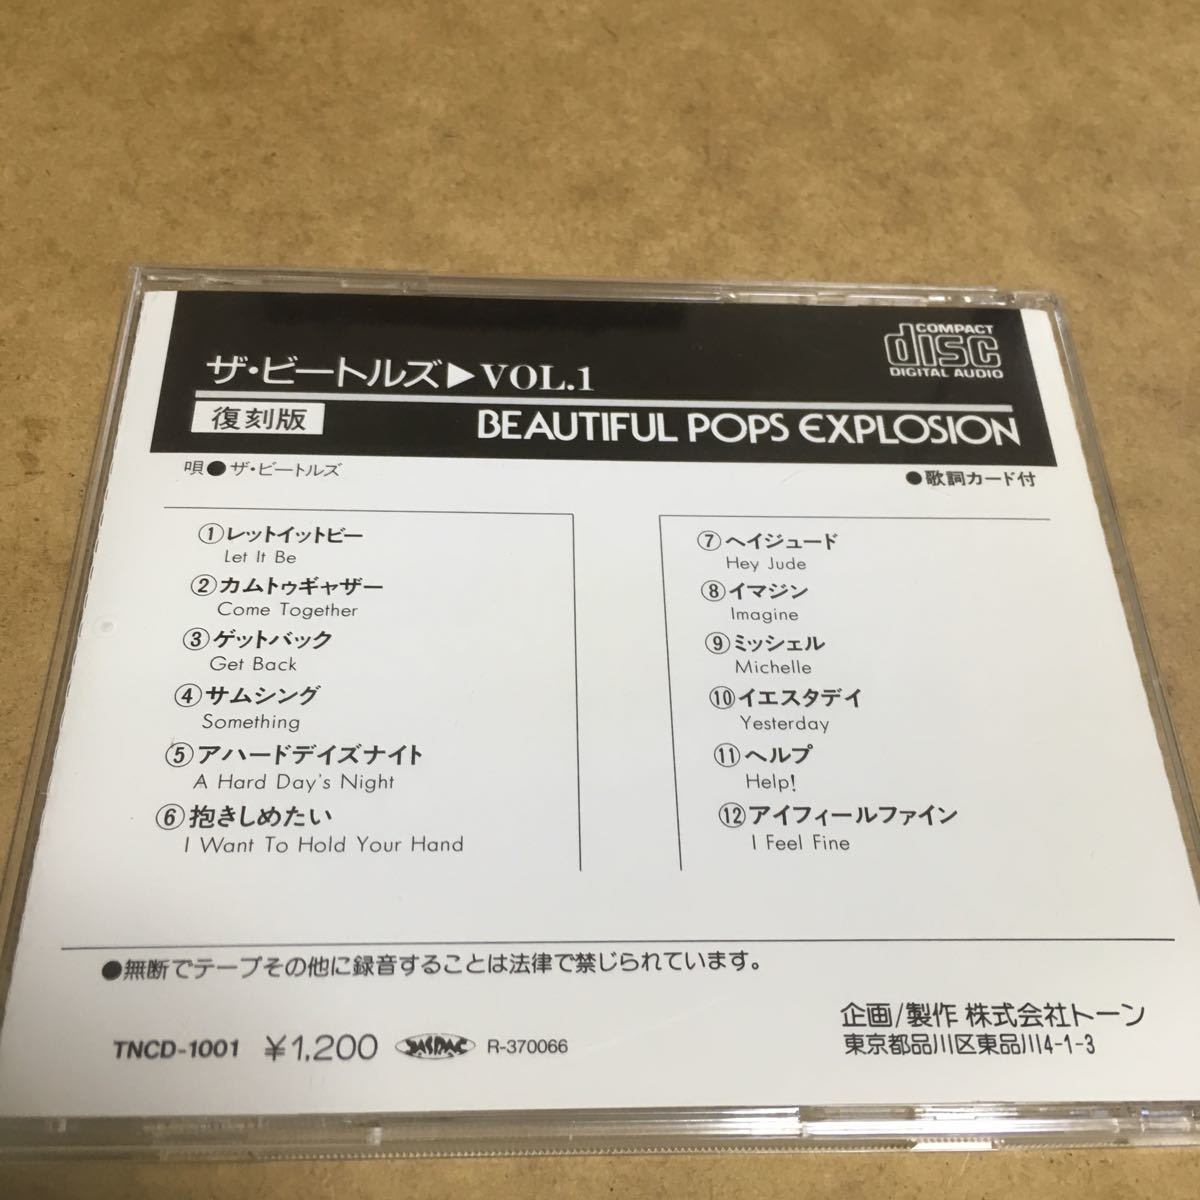 COMPACT
disc
DIGITAL AUDIO
ザ・ビートルズ▶VOL.1
復刻版
BEAUTIFUL POPS EXPLOSION
唄●ザ・ビートルズ
●歌詞カード付
①レットイットビー
Let It Be
②カムトゥギャザー
Come Together
③ゲットバック
Get Back
④サムシング
Something
⑤アハードデイズナイト
A Hard Day's Night
⑥抱きしめたい
I Want To Hold Your Hand
⑦ヘイジュード
Hey Jude
⑧イマジン
Imagine
⑨ミッシェル
Michelle
⑩イエスタデイ
Yesterday
⑪ヘルプ
Help!
⑫アイフィールファイン
I Feel Fine
●無断でテープその他に録音することは法律で禁じられています。
企画/製作 株式会社トーン
東京都品川区東品川4-1-3
TNCD-1001 ¥1,200 JASRAC R-370066